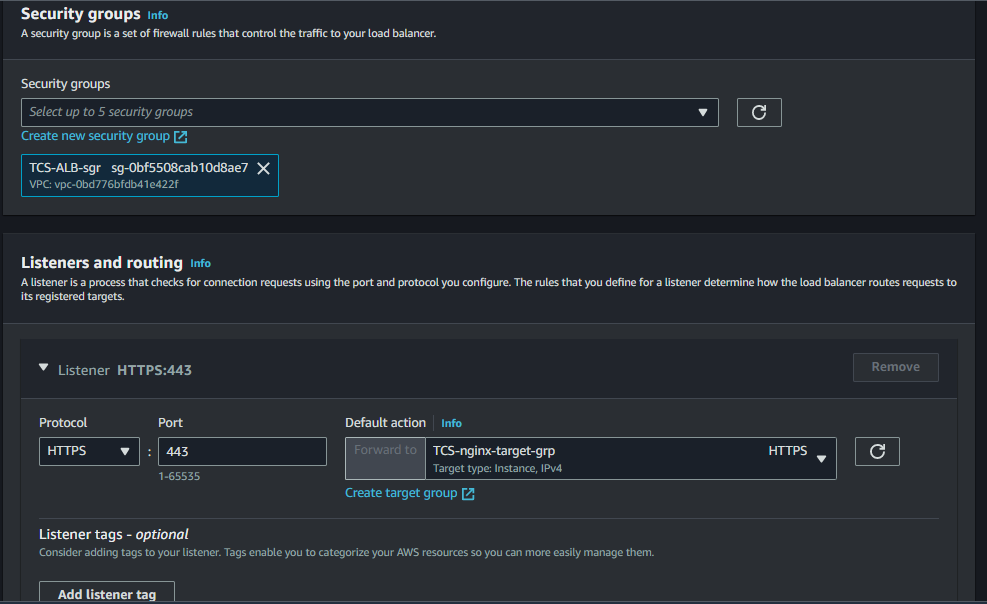 Security groups Info
A security group is a set of firewall rules that control the traffic to your load balancer.
Security groups
Select up to 5 security groups
Create new security group
TCS-ALB-sgr sg-0bf5508cab10d8ae7
VPC: vpc-0bd776bfdb41e422f
Listeners and routing Info
A listener is a process that checks for connection requests using the port and protocol you configure. The rules that you define for a listener determine how the load balancer routes requests to
its registered targets.
Listener HTTPS:443
Remove
Protocol Port Default action Info
HTTPS : 443 Forward to TCS-nginx-target-grp HTTPS
Target type: Instance, IPv4
1-65535
Create target group
Listener tags - optional
Consider adding tags to your listener. Tags enable you to categorize your AWS resources so you can more easily manage them.
Add listener tag